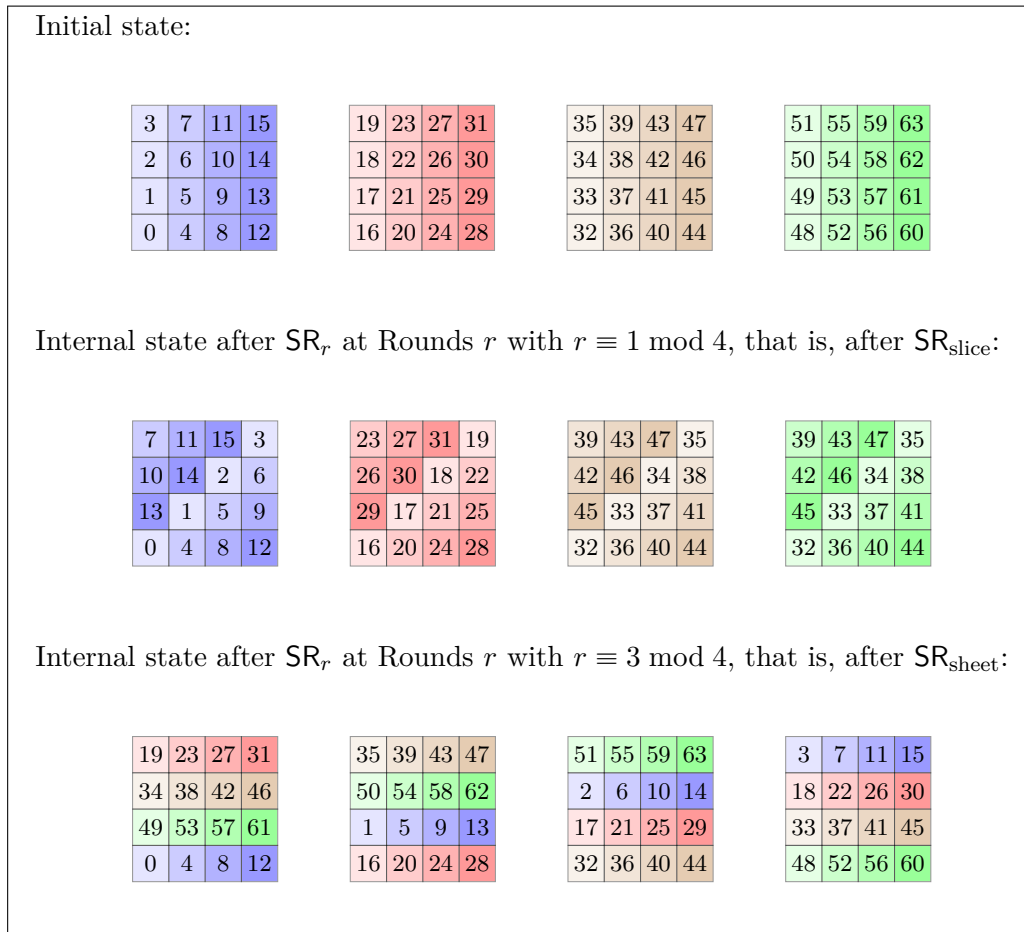 Initial state:
3 7 11 15 19 23 27 31 35 39 43 47 51 55 59 63
2 6 10 14 18 22 26 30 34 38 42 46 50 54 58 62
1 5 9 13 17 21 25 29 33 37 41 45 49 53 57 61
0 4 8 12 16 20 24 28 32 36 40 44 48 52 56 60
Internal state after SR_r at Rounds r with r ≡ 1 mod 4, that is, after SR_slice:
7 11 15 3 23 27 31 19 39 43 47 35 39 43 47 35
10 14 2 6 26 30 18 22 42 46 34 38 42 46 34 38
13 1 5 9 29 17 21 25 45 33 37 41 45 33 37 41
0 4 8 12 16 20 24 28 32 36 40 44 32 36 40 44
Internal state after SR_r at Rounds r with r ≡ 3 mod 4, that is, after SR_sheet:
19 23 27 31 35 39 43 47 51 55 59 63 3 7 11 15
34 38 42 46 50 54 58 62 2 6 10 14 18 22 26 30
49 53 57 61 1 5 9 13 17 21 25 29 33 37 41 45
0 4 8 12 16 20 24 28 32 36 40 44 48 52 56 60